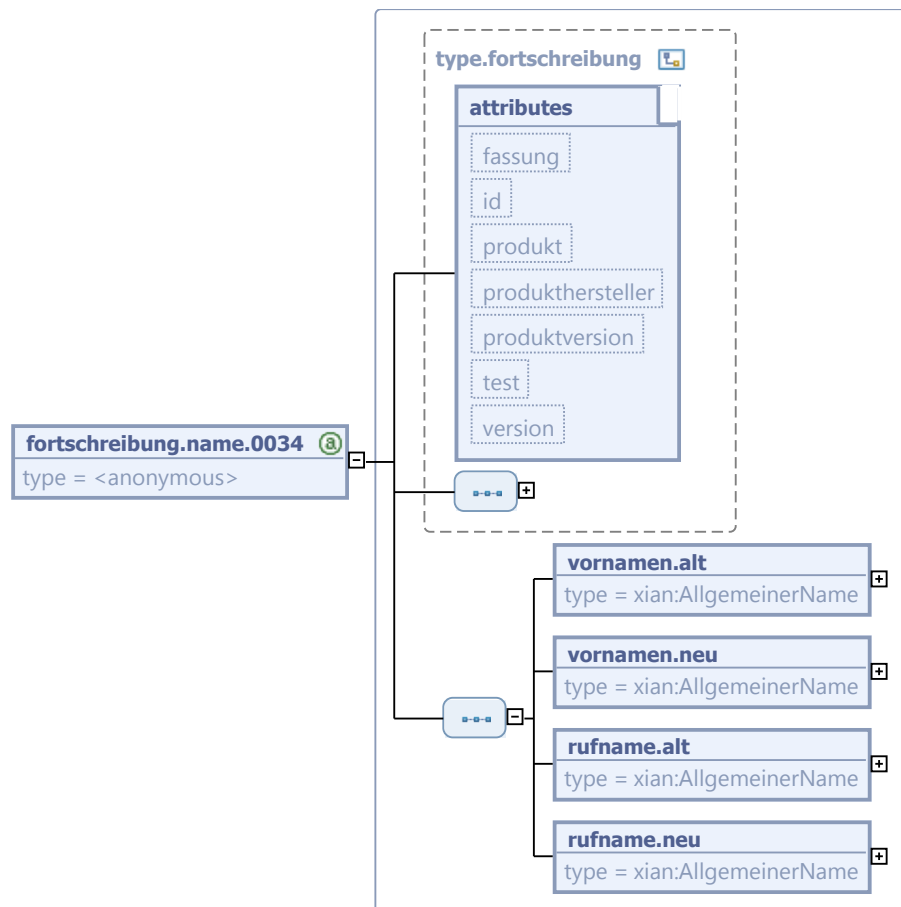 type.fortschreibung
attributes
fassung
id
produkt
produkthersteller
produktversion
test
version
fortschreibung.name.0034 a
type = <anonymous>
vornamen.alt
type = xian:AllgemeinerName
vornamen.neu
type = xian:AllgemeinerName
rufname.alt
type = xian:AllgemeinerName
rufname.neu
type = xian:AllgemeinerName